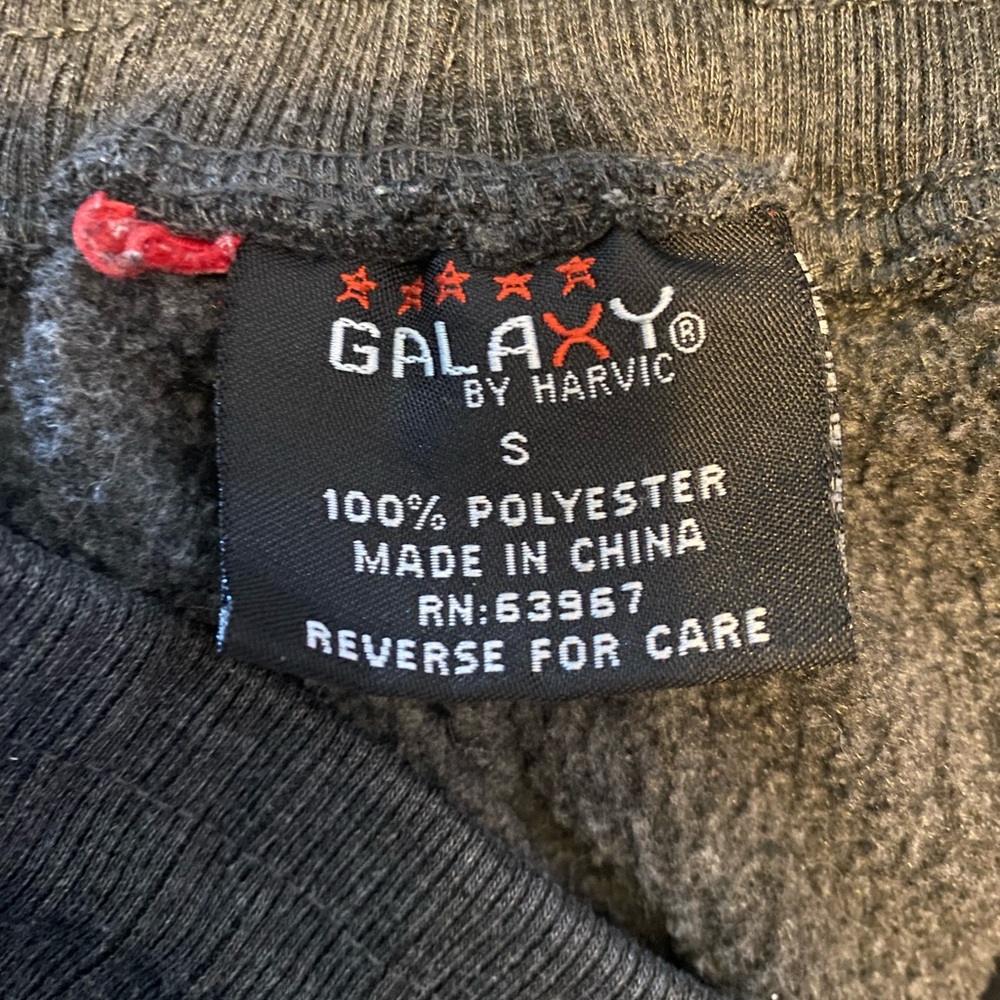 GALAXY®
BY HARVIC
S
100% POLYESTER
MADE IN CHINA
RN:63967
REVERSE FOR CARE